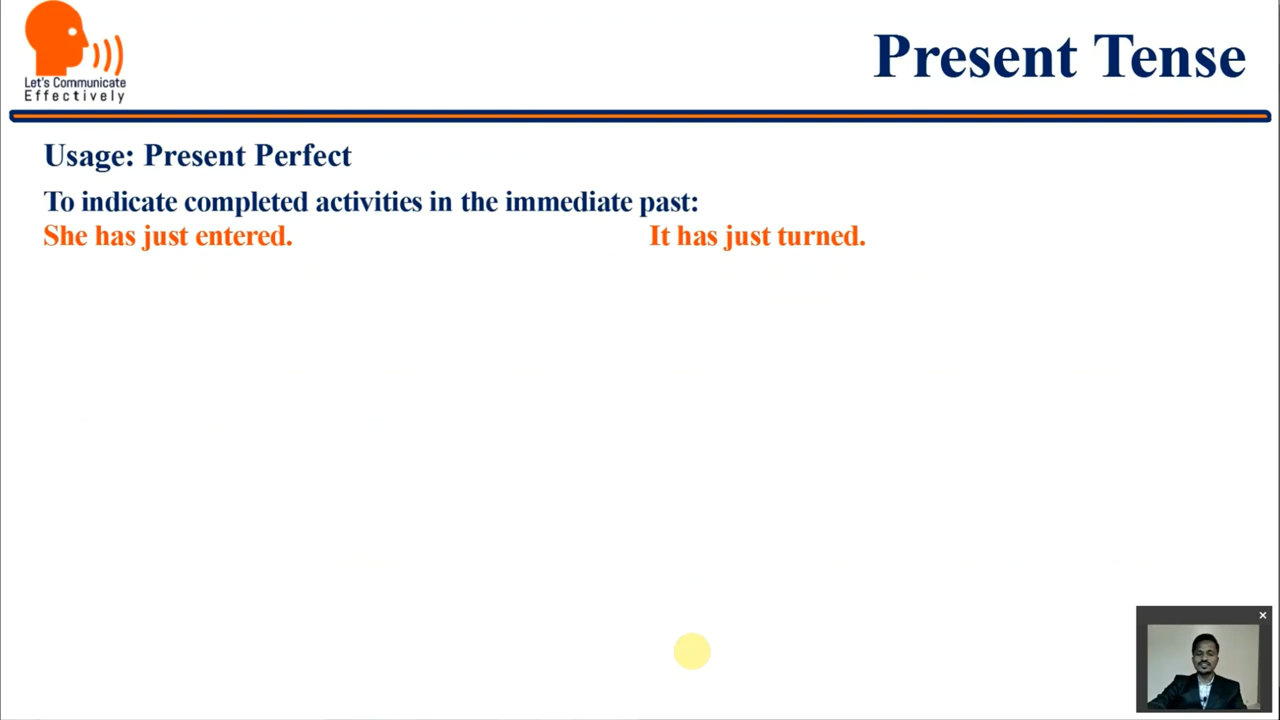 Let's Communicate
Effectively
Present Tense
Usage: Present Perfect
To indicate completed activities in the immediate past:
She has just entered.
It has just turned.